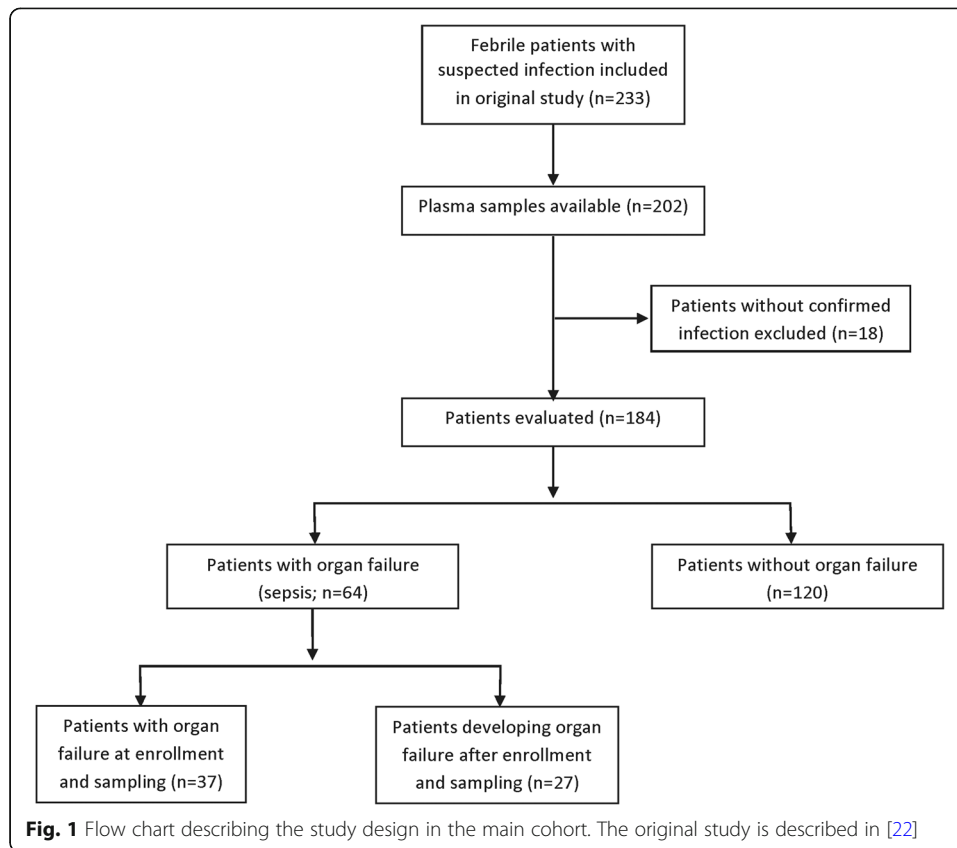 Febrile patients with
suspected infection included
in original study (n=233)
Plasma samples available (n=202)
Patients without confirmed
infection excluded (n=18)
Patients evaluated (n=184)
Patients with organ failure
(sepsis; n=64)
Patients without organ failure
(n=120)
Patients with organ
failure at enrollment
and sampling (n=37)
Patients developing organ
failure after enrollment
and sampling (n=27)
Fig. 1 Flow chart describing the study design in the main cohort. The original study is described in [22]